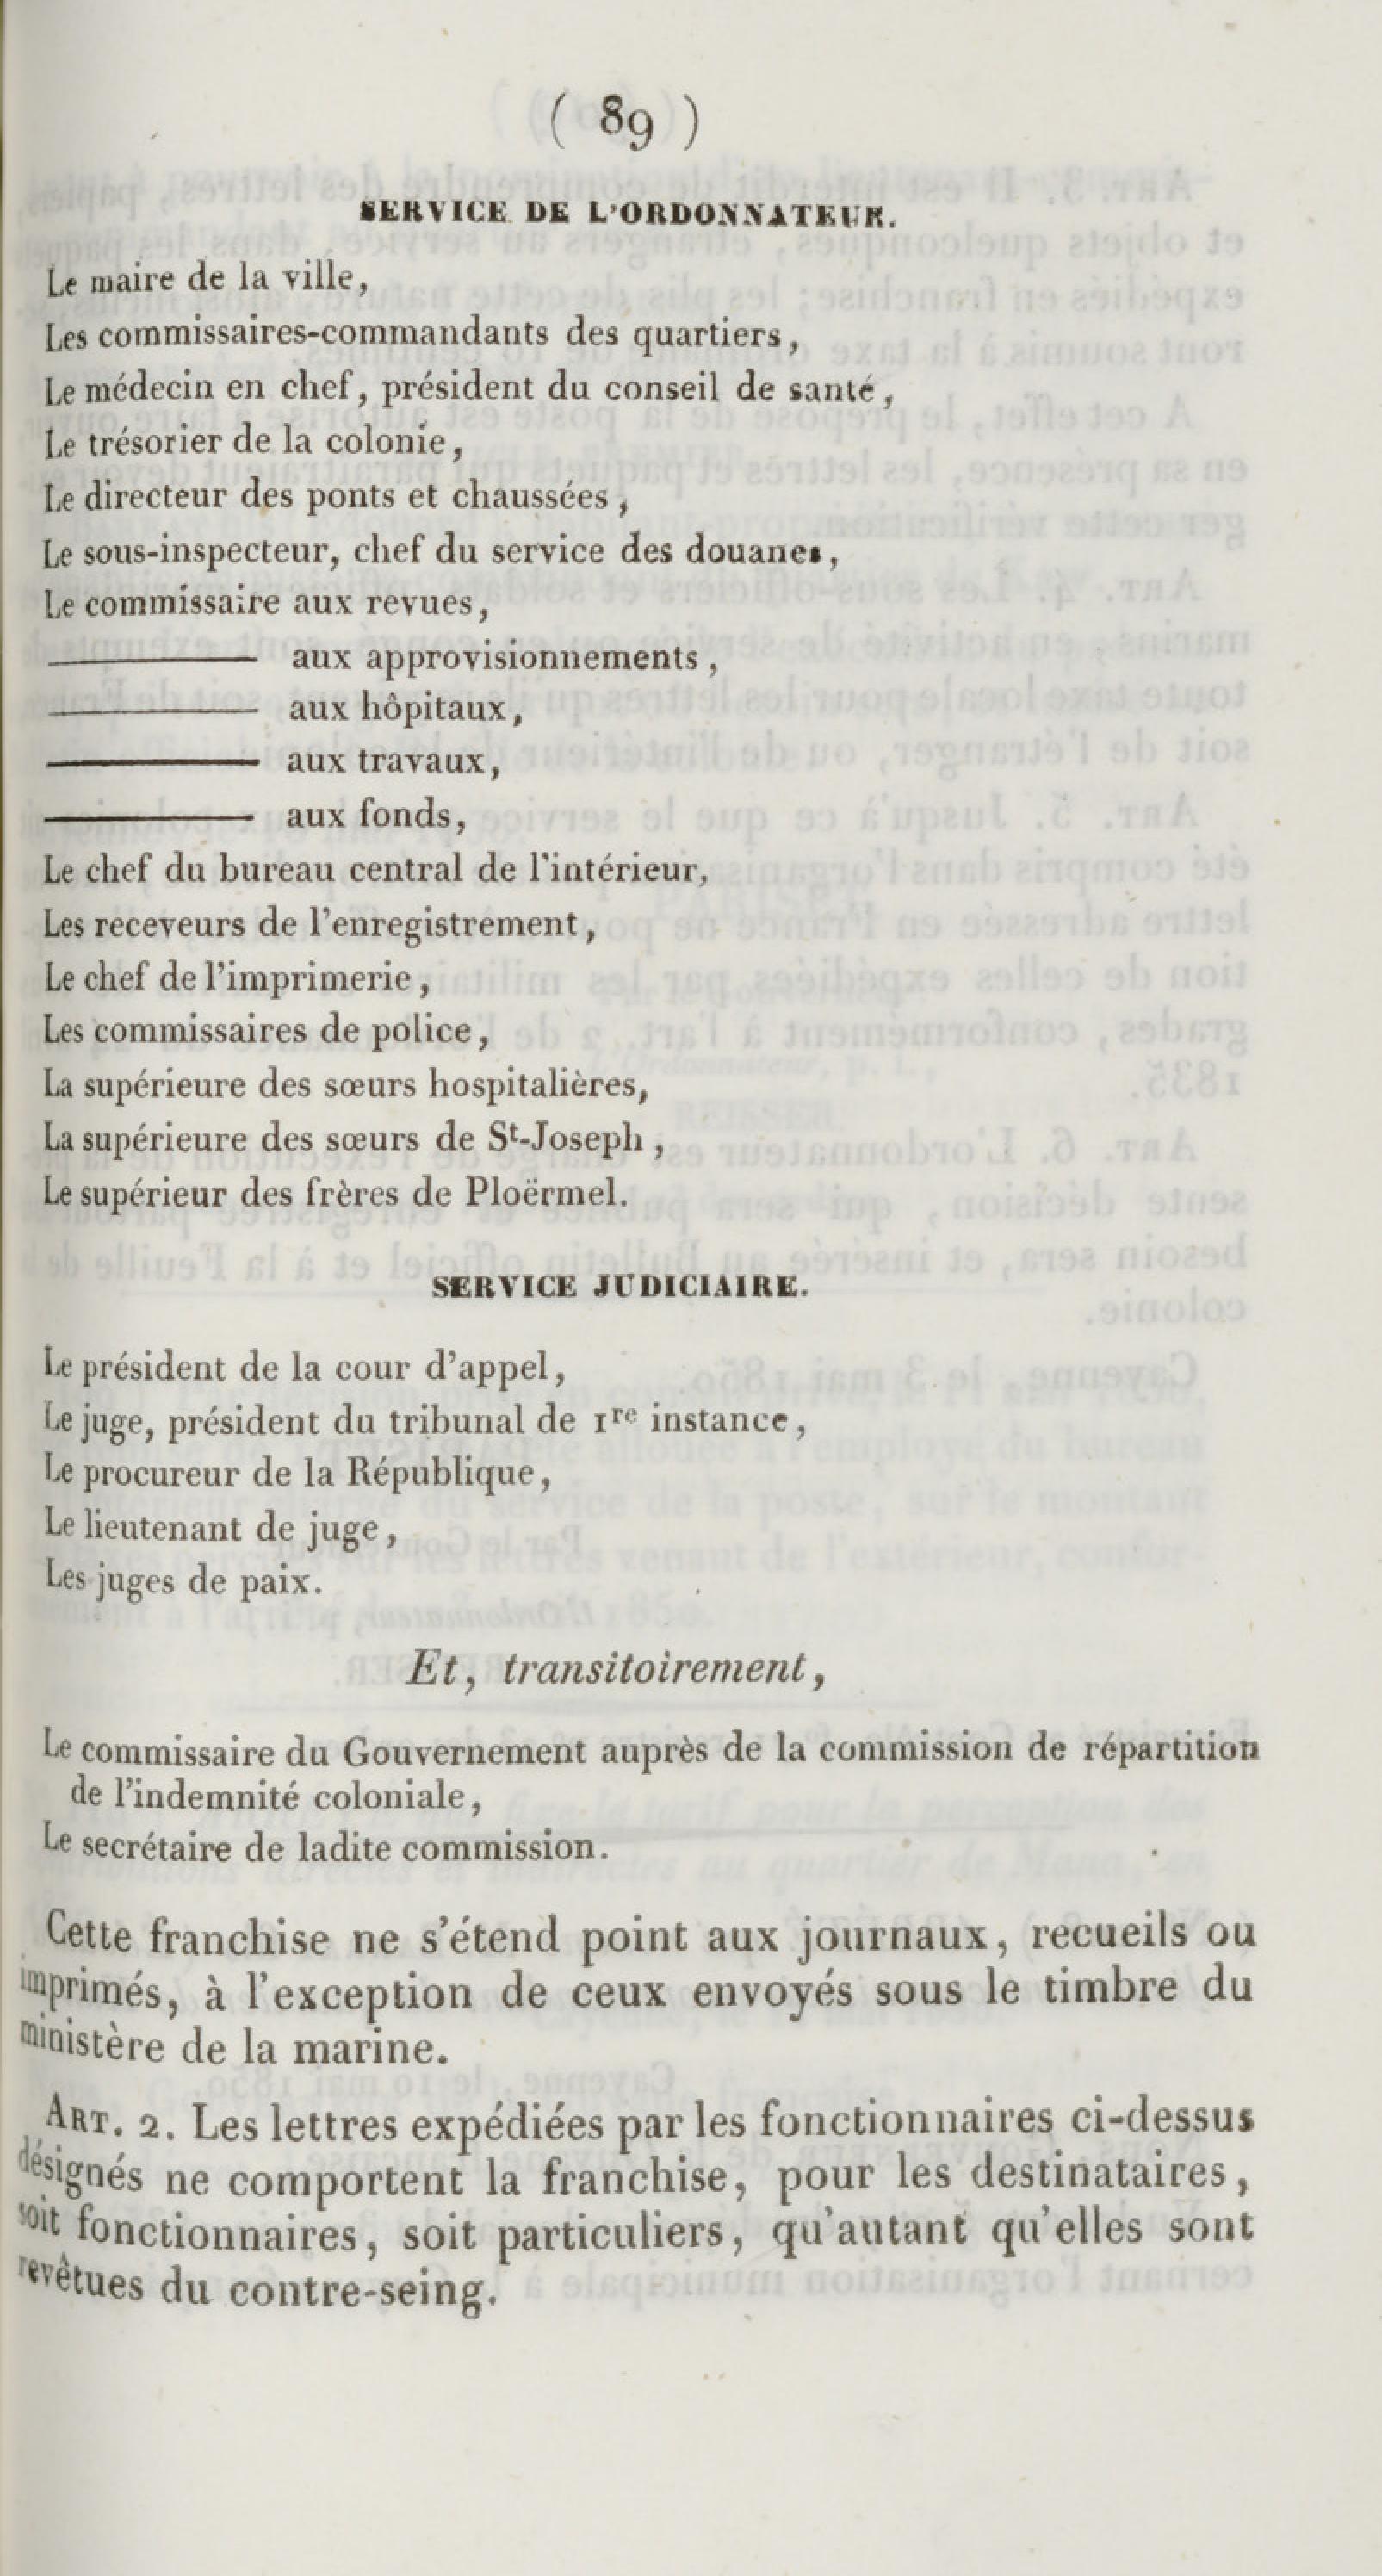 ( 89 )
SERVICE DE L'ORDONNATEUR.
Le maire de la ville,
Les commissaires-commandants des quartiers,
Le médecin en chef, président du conseil de santé,
Le trésorier de la colonie,
Le directeur des ponts et chaussées,
Le sous-inspecteur, chef du service des douanes,
Le commissaire aux revues,
——— aux approvisionnements,
——— aux hôpitaux,
——— aux travaux,
——— aux fonds,
Le chef du bureau central de l'intérieur,
Les receveurs de l'enregistrement,
Le chef de l'imprimerie,
Les commissaires de police,
La supérieure des sœurs hospitalières,
La supérieure des sœurs de St-Joseph,
Le supérieur des frères de Ploërmel.
SERVICE JUDICIAIRE.
Le président de la cour d'appel,
Le juge, président du tribunal de 1re instance,
Le procureur de la République,
Le lieutenant de juge,
Les juges de paix.
Et, transitoirement,
Le commissaire du Gouvernement auprès de la commission de répartition
de l'indemnité coloniale,
Le secrétaire de ladite commission.
Cette franchise ne s'étend point aux journaux, recueils ou
imprimés, à l'exception de ceux envoyés sous le timbre du
ministère de la marine.
ART. 2. Les lettres expédiées par les fonctionnaires ci-dessus
désignés ne comportent la franchise, pour les destinataires,
soit fonctionnaires, soit particuliers, qu'autant qu'elles sont
revêtues du contre-seing.